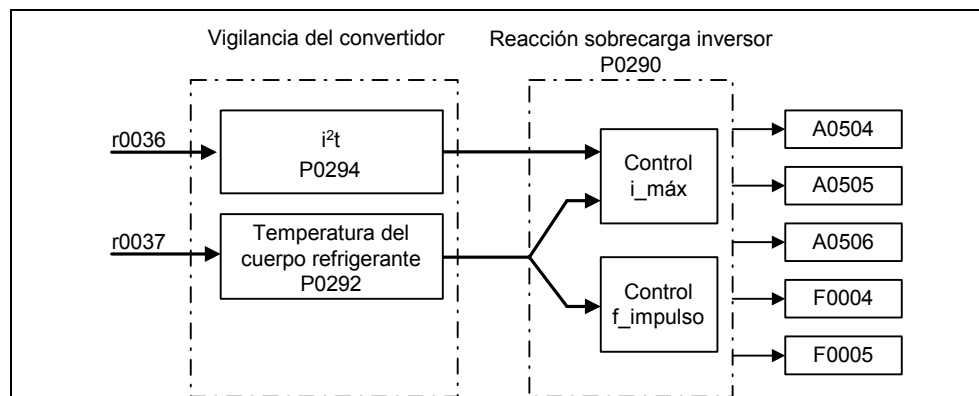 Vigilancia del convertidor
Reacción sobrecarga inversor
P0290
r0036
i²t
P0294
r0037
Temperatura del
cuerpo refrigerante
P0292
Control
i_máx
Control
f_impulso
A0504
A0505
A0506
F0004
F0005